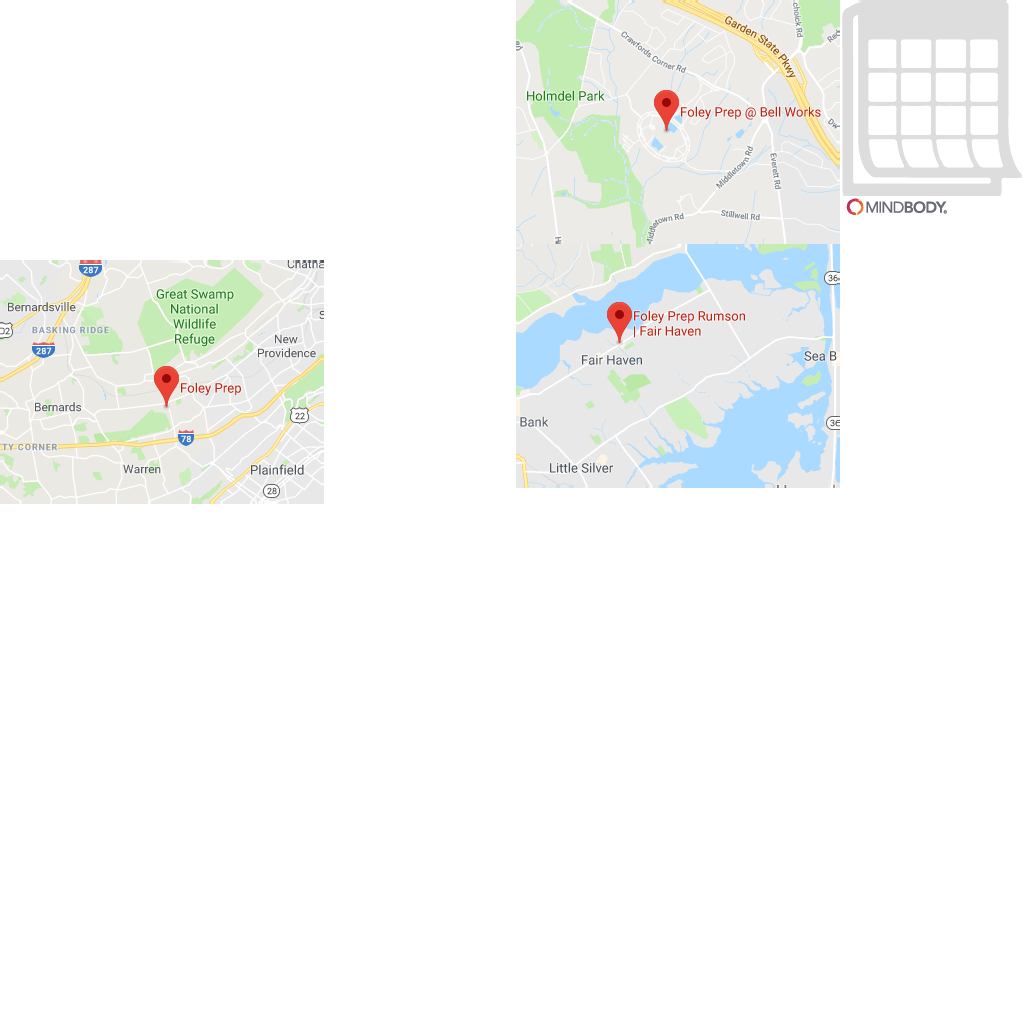 Garden State Pkwy
Crawfords Corner Rd
Holmdel Park
Foley Prep @ Bell Works
Middletown Rd
Everett Rd
Middletown Rd
Stillwell Rd
MINDBODY®
287
Bernardsville
BASKING RIDGE
287
Great Swamp
National
Wildlife
Refuge
New
Providence
Foley Prep
Bernards
22
TY CORNER
78
Warren
Plainfield
28
Foley Prep Rumson
| Fair Haven
Fair Haven
Sea B
36
Bank
36
Little Silver